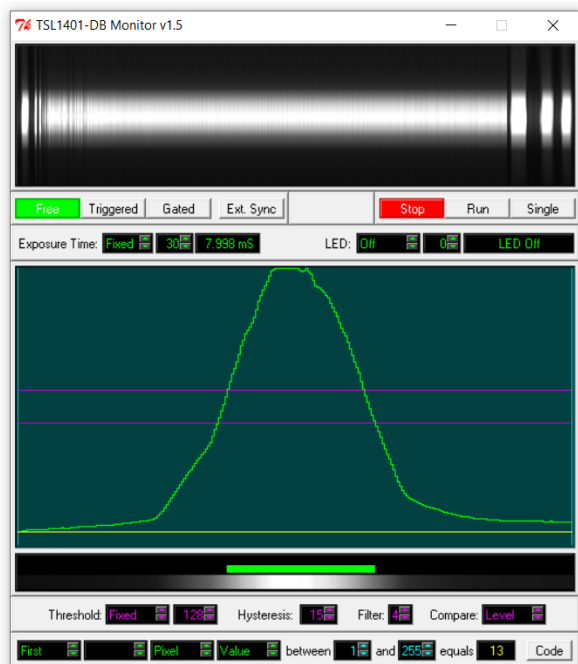 TSL1401-DB Monitor v1.5
Free Triggered Gated Ext. Sync Stop Run Single
Exposure Time: Fixed 30 7.998 mS LED: Off 0 LED Off
Threshold: Fixed 128 Hysteresis: 15 Filter: 4 Compare: Level
First Pixel Value between 1 and 255 equals 13 Code